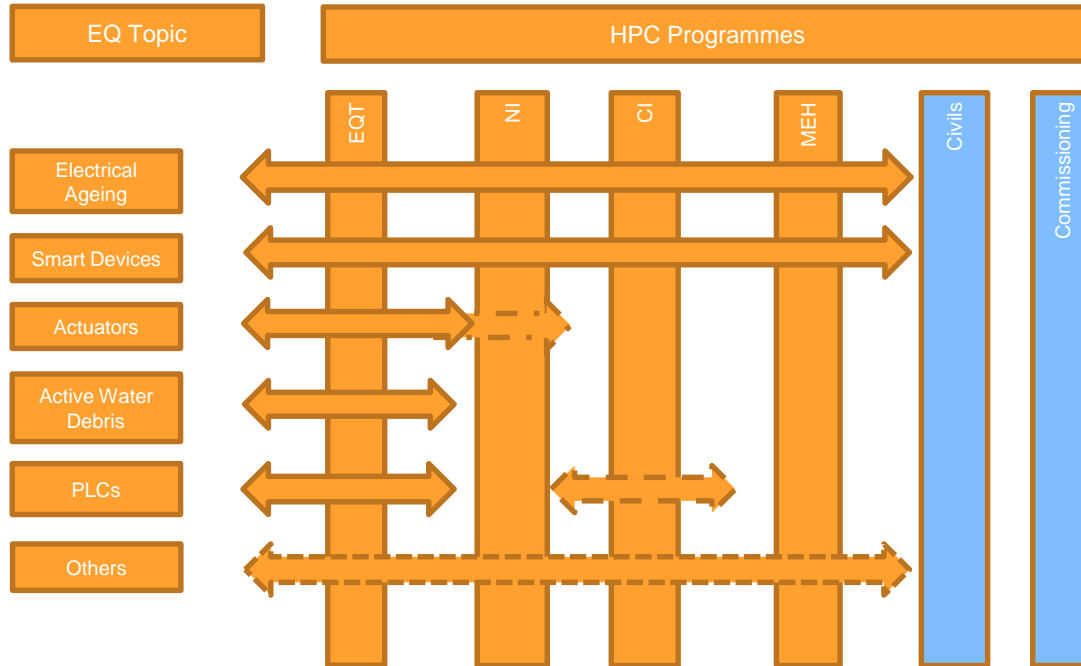 EQ Topic
HPC Programmes
EQT
NI
CI
MEH
Civils
Commissioning
Electrical
Ageing
Smart Devices
Actuators
Active Water
Debris
PLCs
Others